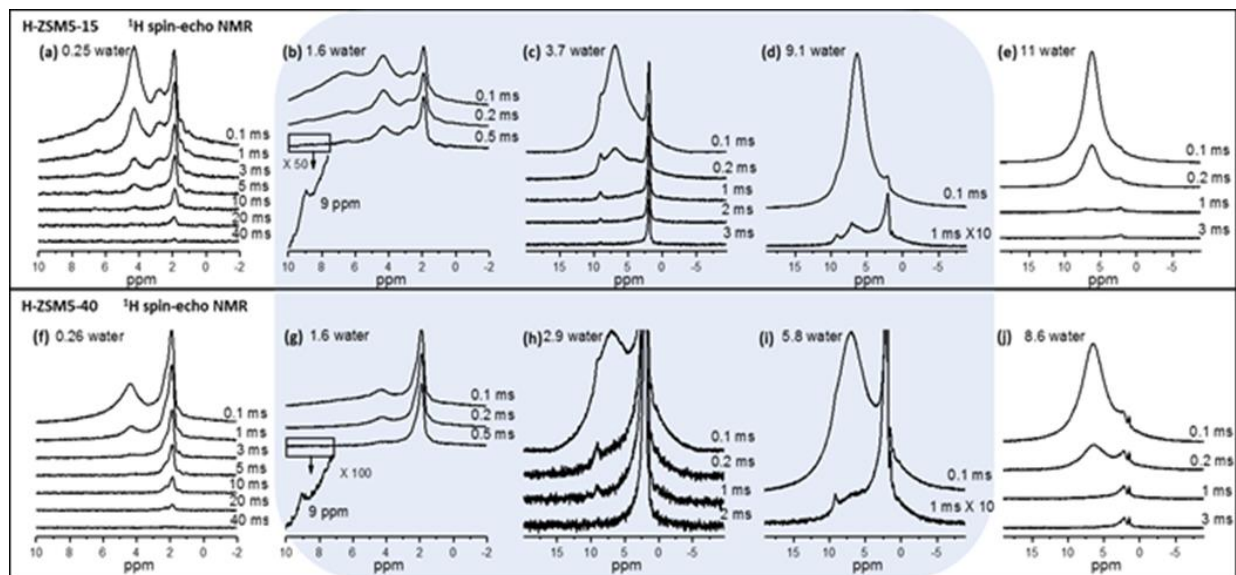 H-ZSM5-15 ¹H spin-echo NMR
(a) 0.25 water
0.1 ms
1 ms
3 ms
5 ms
10 ms
20 ms
40 ms
10 8 6 4 2 0 -2
ppm
(b) 1.6 water
0.1 ms
0.2 ms
0.5 ms
X 50
9 ppm
10 8 6 4 2 0 -2
ppm
(c) 3.7 water
0.1 ms
0.2 ms
1 ms
2 ms
3 ms
15 10 5 0 -5
ppm
(d) 9.1 water
0.1 ms
1 ms X10
15 10 5 0 -5
ppm
(e) 11 water
0.1 ms
0.2 ms
1 ms
3 ms
15 10 5 0 -5
ppm
H-ZSM5-40 ¹H spin-echo NMR
(f) 0.26 water
0.1 ms
1 ms
3 ms
5 ms
10 ms
20 ms
40 ms
10 8 6 4 2 0 -2
ppm
(g) 1.6 water
0.1 ms
0.2 ms
0.5 ms
X 100
9 ppm
10 8 6 4 2 0 -2
ppm
(h) 2.9 water
0.1 ms
0.2 ms
1 ms
2 ms
15 10 5 0 -5
ppm
(i) 5.8 water
0.1 ms
1 ms X 10
15 10 5 0 -5
ppm
(j) 8.6 water
0.1 ms
0.2 ms
1 ms
3 ms
15 10 5 0 -5
ppm